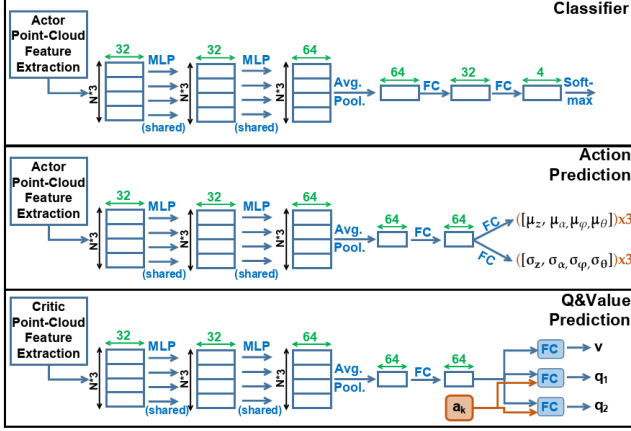 Classifier
Actor
Point-Cloud
Feature
Extraction
32
N*3
MLP
(shared)
32
N*3
MLP
(shared)
64
N*3
Avg.
Pool.
64
FC
32
FC
4
Soft-
max
Action
Prediction
Actor
Point-Cloud
Feature
Extraction
32
N*3
MLP
(shared)
32
N*3
MLP
(shared)
64
N*3
Avg.
Pool.
64
FC
64
FC
([μz, μα, μφ, μθ])x3
FC
([σz, σα, σφ, σθ])x3
Q&Value
Prediction
Critic
Point-Cloud
Feature
Extraction
32
N*3
MLP
(shared)
32
N*3
MLP
(shared)
64
N*3
Avg.
Pool.
64
FC
64
ak
FC
v
FC
q1
FC
q2